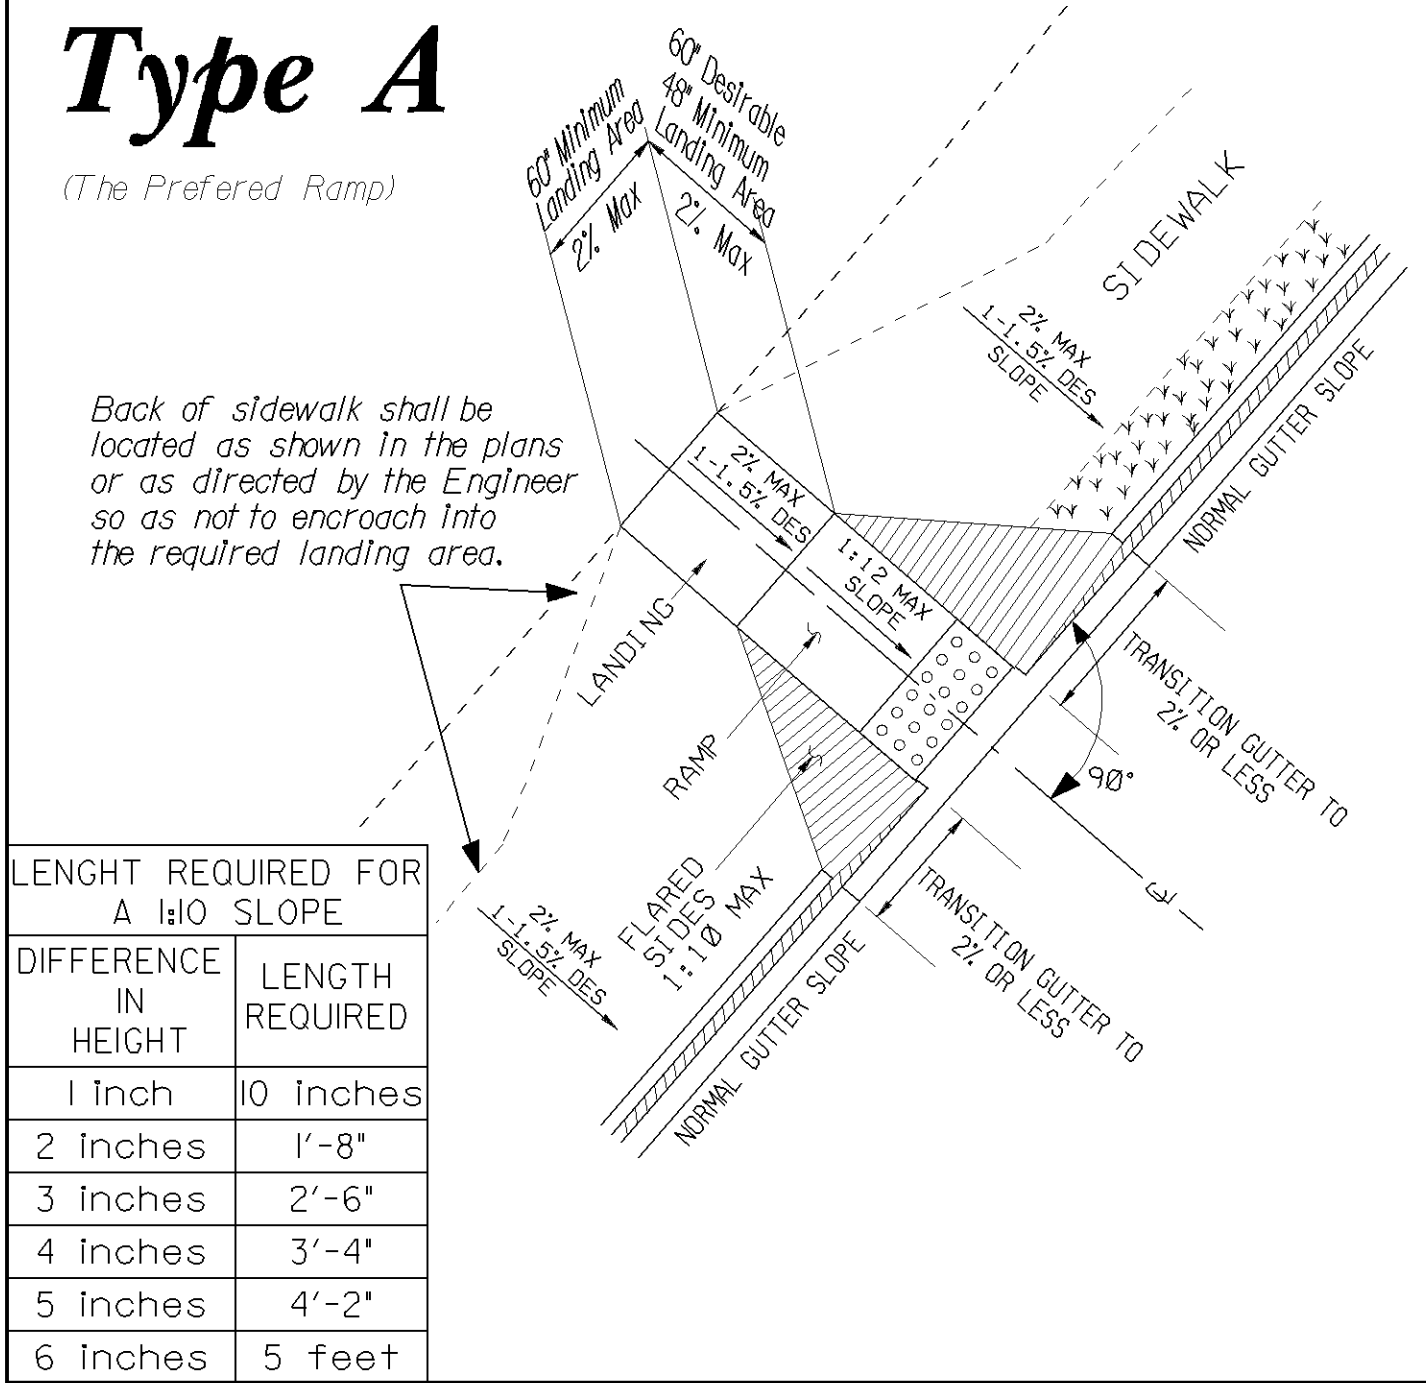 Type A
(The Prefered Ramp)
60" Minimum
Landing Area
2% Max
60" Desirable
48" Minimum
Landing Area
2% Max
SIDEWALK
2% MAX
1-1.5% DES
SLOPE
NORMAL GUTTER SLOPE
Back of sidewalk shall be
located as shown in the plans
or as directed by the Engineer
so as not to encroach into
the required landing area.
2% MAX
1-1.5% DES
1:12 MAX
SLOPE
LANDING
RAMP
FLARED
SIDES
1:10 MAX
TRANSITION GUTTER TO
2% OR LESS
90°
TRANSITION GUTTER TO
2% OR LESS
2% MAX
1-1.5% DES
SLOPE
NORMAL GUTTER SLOPE
LENGHT REQUIRED FOR
A 1:10 SLOPE
DIFFERENCE
IN
HEIGHT
LENGTH
REQUIRED
1 inch 10 inches
2 inches 1'-8"
3 inches 2'-6"
4 inches 3'-4"
5 inches 4'-2"
6 inches 5 feet